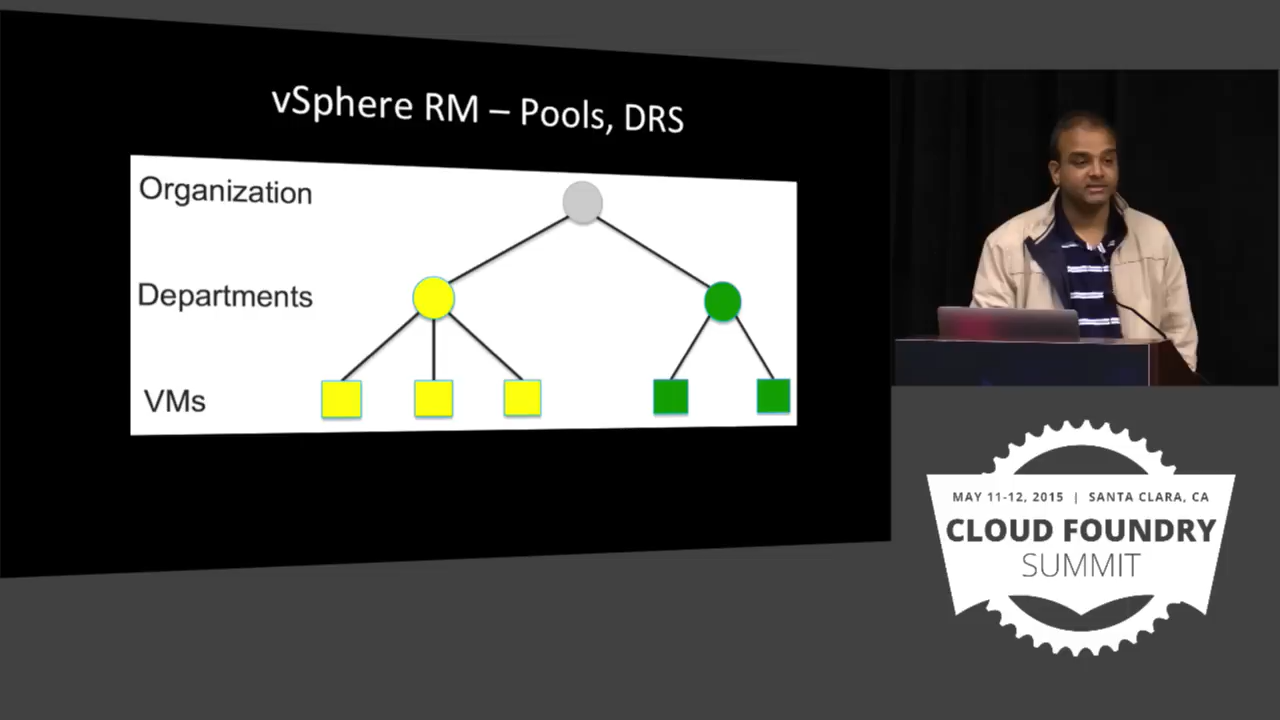 vSphere RM – Pools, DRS
Organization
Departments
VMs
MAY 11-12, 2015 | SANTA CLARA, CA
CLOUD FOUNDRY
SUMMIT